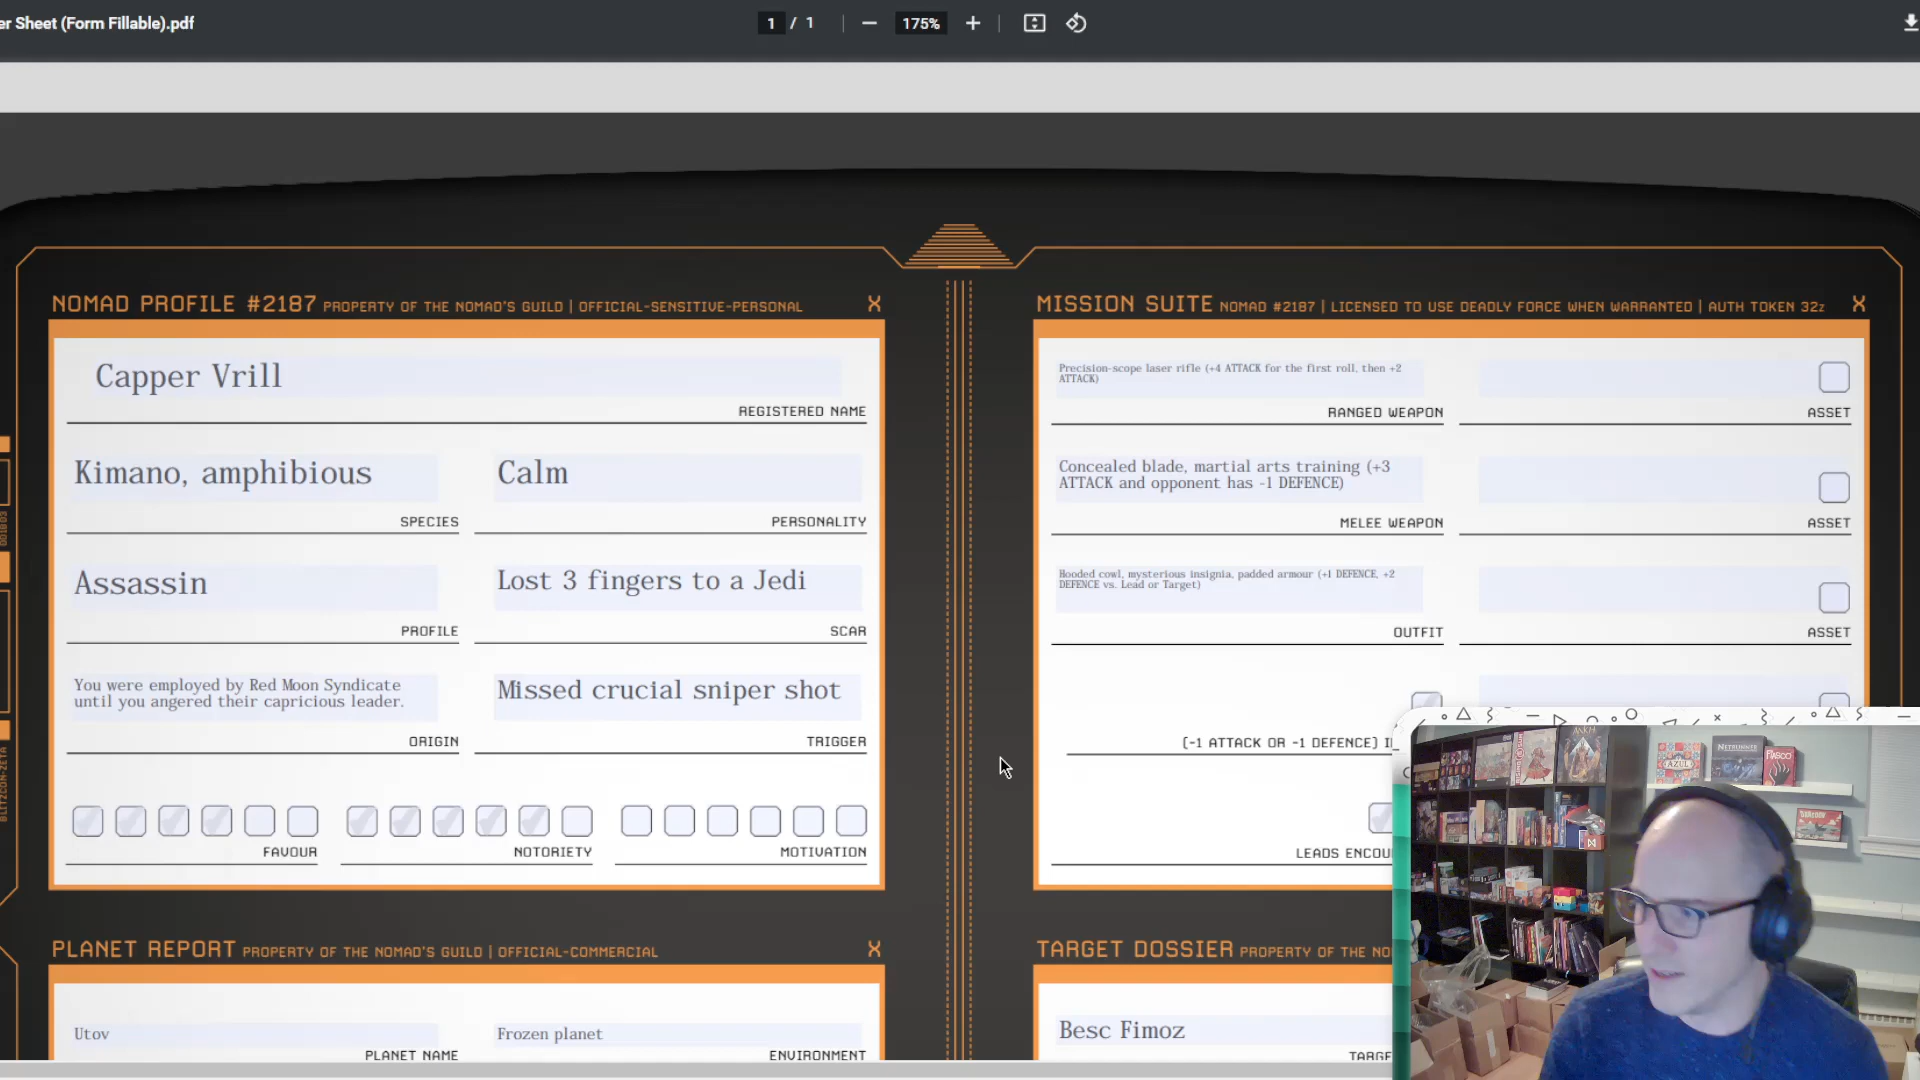 er Sheet (Form Fillable).pdf
1 / 1
175%
NOMAD PROFILE #2187 PROPERTY OF THE NOMAD'S GUILD | OFFICIAL-SENSITIVE-PERSONAL X
Capper Vrill
REGISTERED NAME
Kimano, amphibious
SPECIES
Calm
PERSONALITY
Assassin
PROFILE
Lost 3 fingers to a Jedi
SCAR
You were employed by Red Moon Syndicate
until you angered their capricious leader.
ORIGIN
Missed crucial sniper shot
TRIGGER
FAVOUR
NOTORIETY
MOTIVATION
MISSION SUITE NOMAD #2187 | LICENSED TO USE DEADLY FORCE WHEN WARRANTED | AUTH TOKEN 32z X
Precision-scope laser rifle (+4 ATTACK for the first roll, then +2
ATTACK)
RANGED WEAPON
ASSET
Concealed blade, martial arts training (+3
ATTACK and opponent has -1 DEFENCE)
MELEE WEAPON
ASSET
Hooded cowl, mysterious insignia, padded armour (+1 DEFENCE, +2
DEFENCE vs. Lead or Target)
OUTFIT
ASSET
(-1 ATTACK OR -1 DEFENCE)
LEADS ENCOU
PLANET REPORT PROPERTY OF THE NOMAD'S GUILD | OFFICIAL-COMMERCIAL X
Utov
PLANET NAME
Frozen planet
ENVIRONMENT
TARGET DOSSIER PROPERTY OF THE NO
Besc Fimoz
TARGE
AZUL
NETRUNNER
FIASCO
ANKH